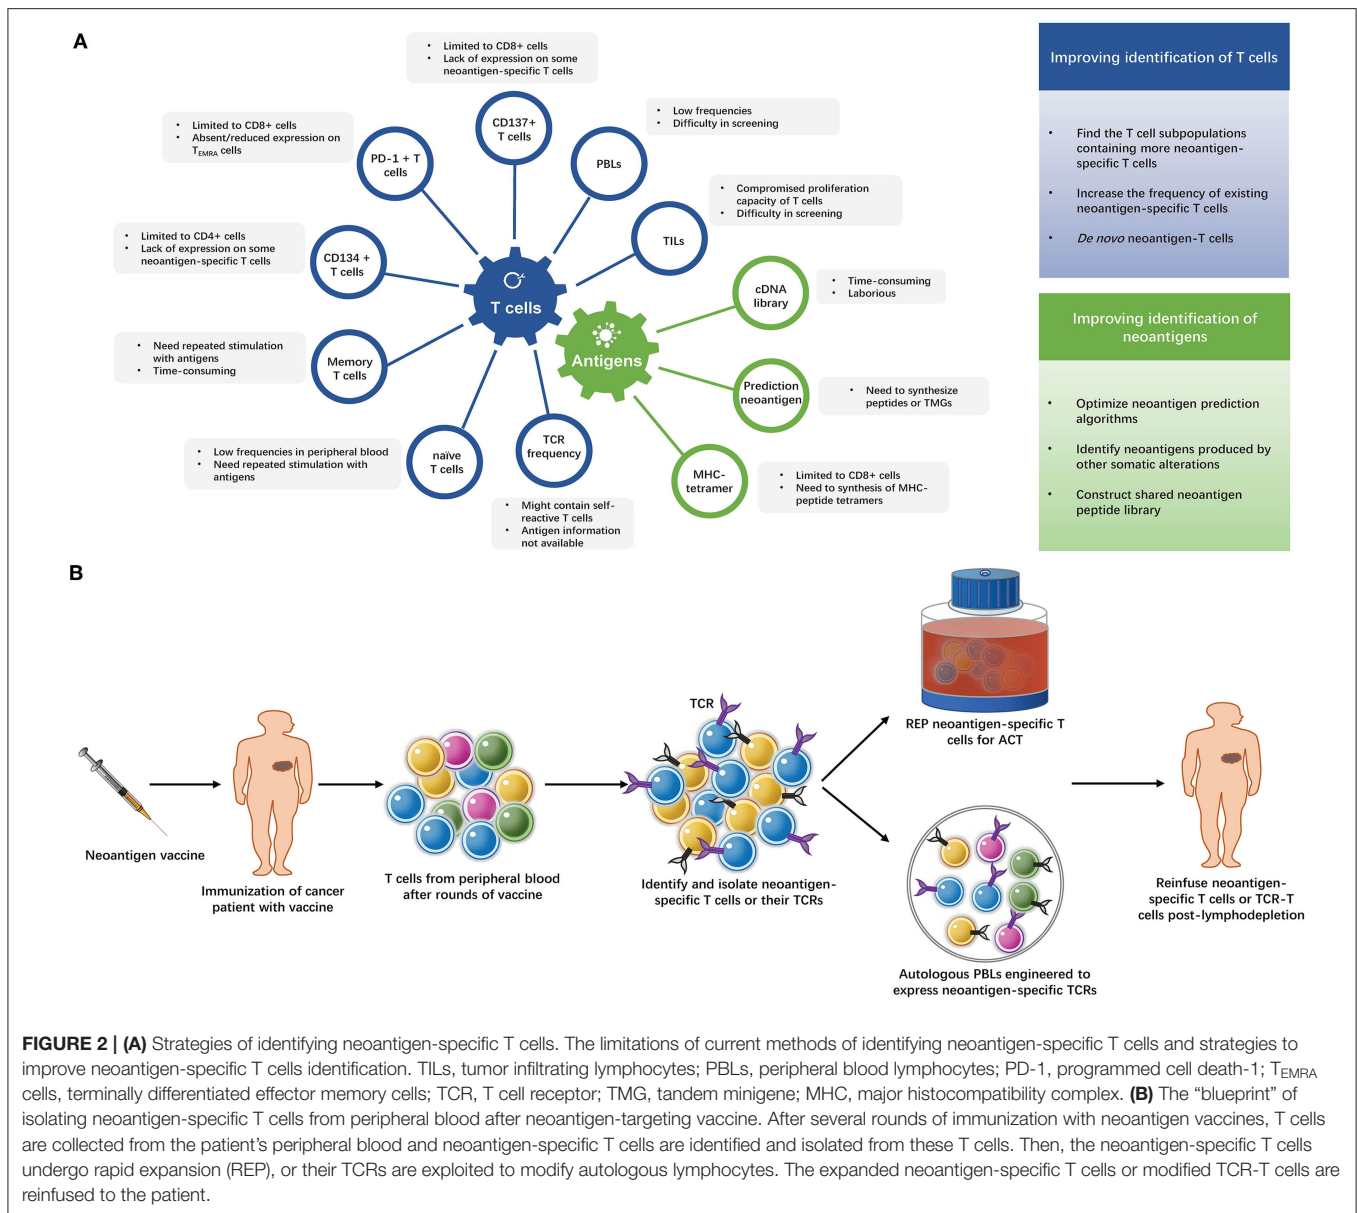 A
• Limited to CD8+ cells
• Lack of expression on some
neoantigen-specific T cells
CD137+
T cells
• Limited to CD8+ cells
• Absent/reduced expression on
TEMRA cells
PD-1 + T
cells
• Low frequencies
• Difficulty in screening
PBLs
• Compromised proliferation
capacity of T cells
• Difficulty in screening
TILs
• Limited to CD4+ cells
• Lack of expression on some
neoantigen-specific T cells
CD134 +
T cells
T cells
• Need repeated stimulation
with antigens
• Time-consuming
Memory
T cells
• Low frequencies in peripheral blood
• Need repeated stimulation with
antigens
naïve
T cells
TCR
frequency
• Might contain self-
reactive T cells
• Antigen information
not available
Antigens
cDNA
library
• Time-consuming
• Laborious
Prediction
neoantigen
• Need to synthesize
peptides or TMGs
MHC-
tetramer
• Limited to CD8+ cells
• Need to synthesis of MHC-
peptide tetramers
Improving identification of T cells
• Find the T cell subpopulations
containing more neoantigen-
specific T cells
• Increase the frequency of existing
neoantigen-specific T cells
• De novo neoantigen-T cells
Improving identification of
neoantigens
• Optimize neoantigen prediction
algorithms
• Identify neoantigens produced by
other somatic alterations
• Construct shared neoantigen
peptide library
B
Neoantigen vaccine
Immunization of cancer
patient with vaccine
T cells from peripheral blood
after rounds of vaccine
TCR
Identify and isolate neoantigen-
specific T cells or their TCRs
REP neoantigen-specific T
cells for ACT
Autologous PBLs engineered to
express neoantigen-specific TCRs
Reinfuse neoantigen-
specific T cells or TCR-T
cells post-lymphodepletion
FIGURE 2 | (A) Strategies of identifying neoantigen-specific T cells. The limitations of current methods of identifying neoantigen-specific T cells and strategies to
improve neoantigen-specific T cells identification. TILs, tumor infiltrating lymphocytes; PBLs, peripheral blood lymphocytes; PD-1, programmed cell death-1; TEMRA
cells, terminally differentiated effector memory cells; TCR, T cell receptor; TMG, tandem minigene; MHC, major histocompatibility complex. (B) The “blueprint” of
isolating neoantigen-specific T cells from peripheral blood after neoantigen-targeting vaccine. After several rounds of immunization with neoantigen vaccines, T cells
are collected from the patient’s peripheral blood and neoantigen-specific T cells are identified and isolated from these T cells. Then, the neoantigen-specific T cells
undergo rapid expansion (REP), or their TCRs are exploited to modify autologous lymphocytes. The expanded neoantigen-specific T cells or modified TCR-T cells are
reinfused to the patient.